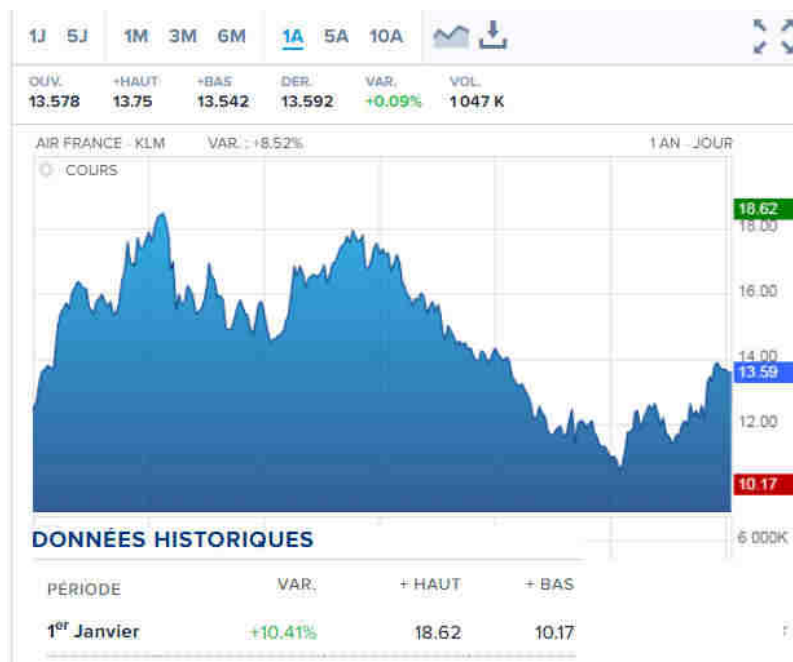 1J 5J 1M 3M 6M 1A 5A 10A
OUV. +HAUT +BAS DER. VAR. VOL.
13.578 13.75 13.542 13.592 +0.09% 1 047 K
AIR FRANCE - KLM VAR. : +8.52% 1 AN - JOUR
COURS
18.62
18.00
16.00
14.00
13.59
12.00
10.17
6 000K
DONNÉES HISTORIQUES
PÉRIODE VAR. + HAUT + BAS
1er Janvier +10.41% 18.62 10.17